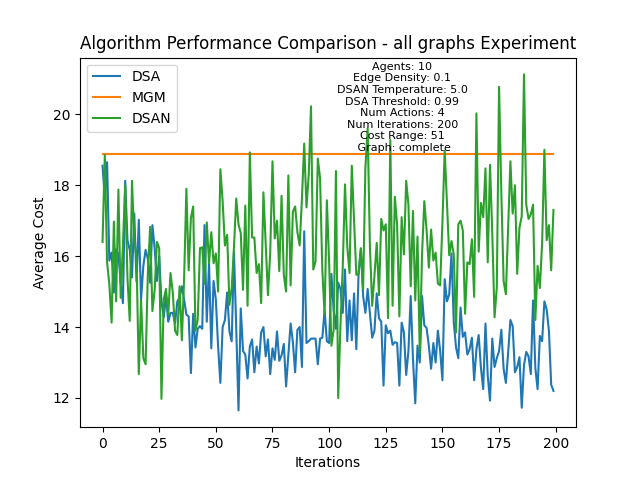 Algorithm Performance Comparison - all graphs Experiment
DSA
MGM
DSAN
Agents: 10
Edge Density: 0.1
DSAN Temperature: 5.0
DSA Threshold: 0.99
Num Actions: 4
Num Iterations: 200
Cost Range: 51
Graph: complete
Average Cost
20
18
16
14
12
0 25 50 75 100 125 150 175 200
Iterations